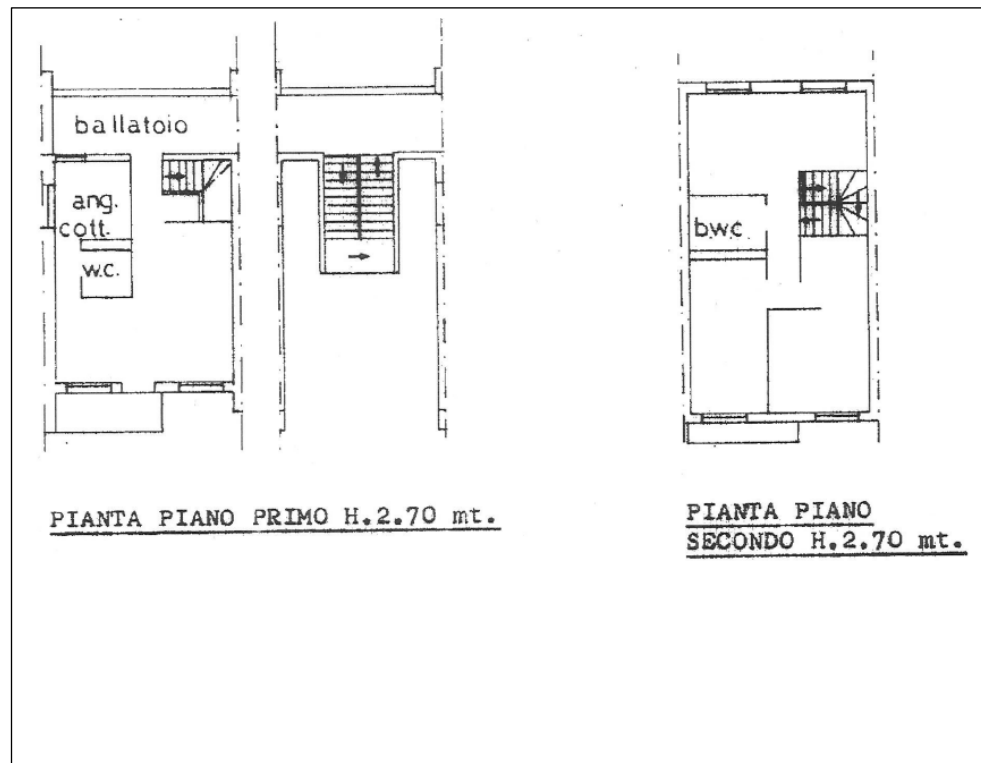 ballatoio
ang.
cott.
w.c.
b.w.c.
PIANTA PIANO PRIMO H.2.70 mt.
PIANTA PIANO
SECONDO H.2.70 mt.